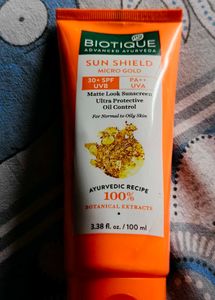 BIOTIQUE
ADVANCED AYURVEDA
SUN SHIELD
MICRO GOLD
30+ SPF UVB
PA++ UVA
Matte Look Sunscreen
Ultra Protective
Oil Control
For Normal to Oily Skin
AYURVEDIC RECIPE
100%
BOTANICAL EXTRACTS
3.38 fl. oz. / 100 ml